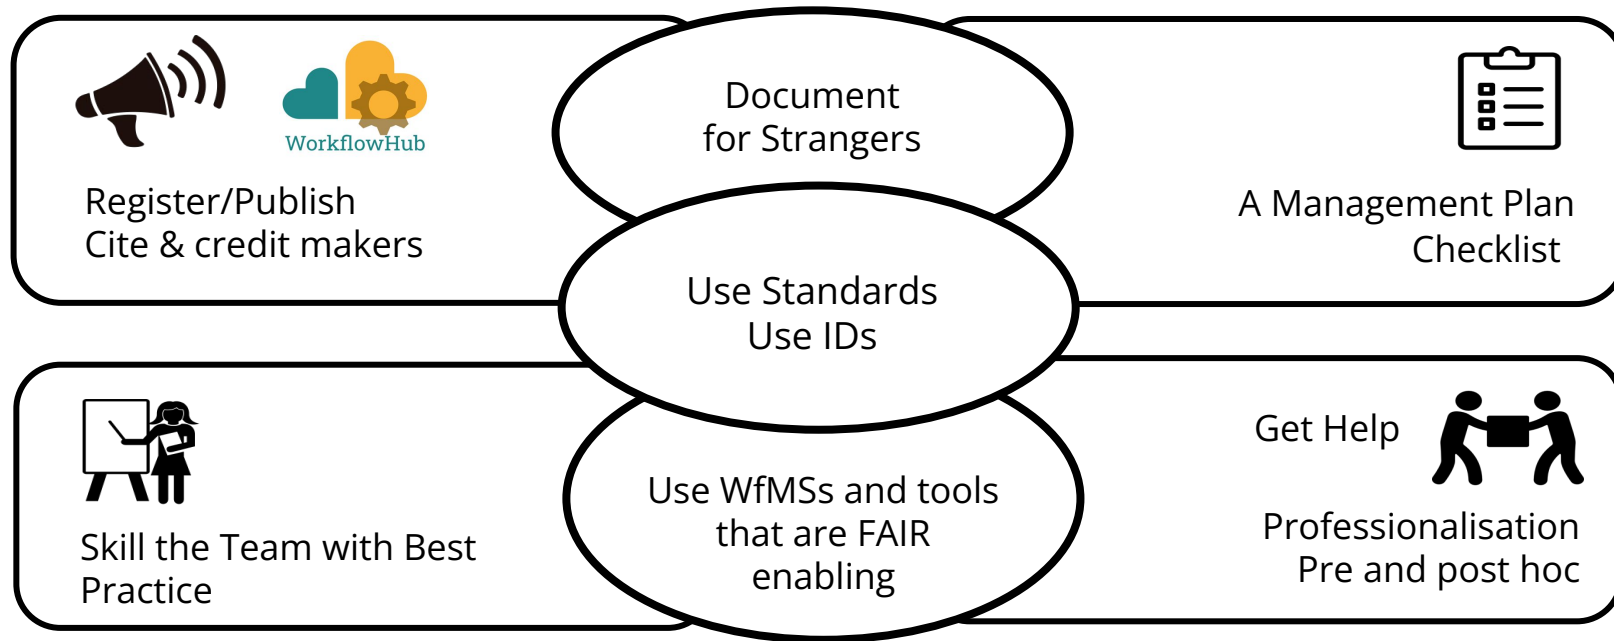 WorkflowHub
Register/Publish
Cite & credit makers
Document
for Strangers
A Management Plan
Checklist
Use Standards
Use IDs
Skill the Team with Best
Practice
Use WfMSs and tools
that are FAIR
enabling
Get Help
Professionalisation
Pre and post hoc